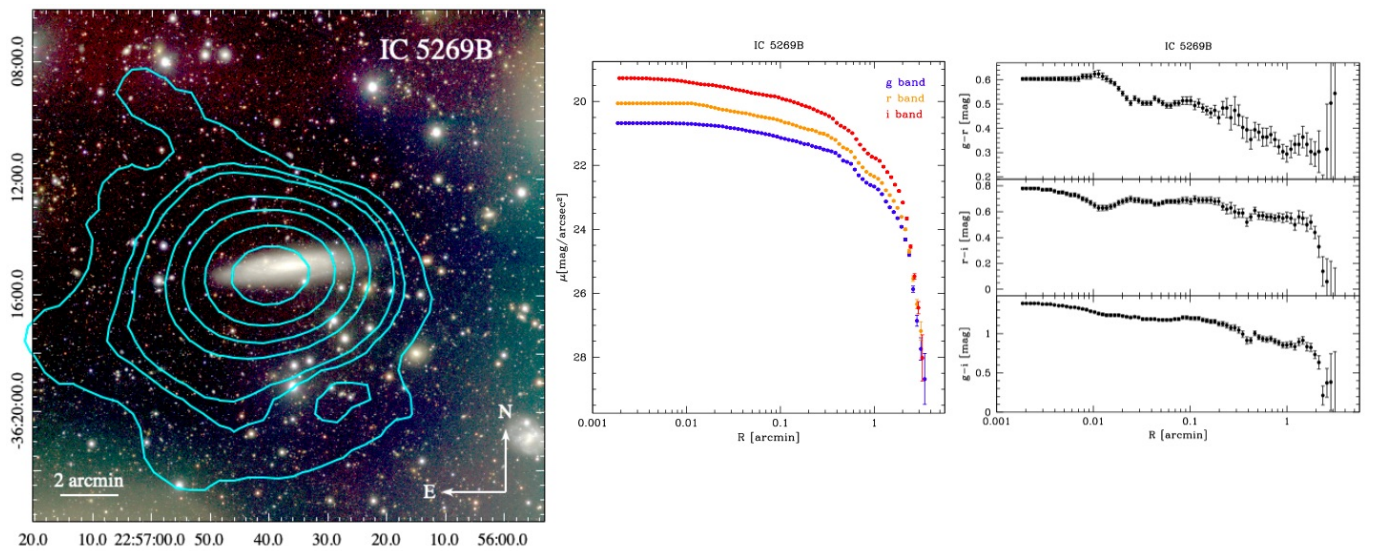 IC 5269B
08:00.0
12:00.0
16:00.0
-36:20:00.0
2 arcmin
N
E
20.0 10.0 22:57:00.0 50.0 40.0 30.0 20.0 10.0 22:56:00.0
IC 5269B
g band
r band
i band
μ[mag/arcsec²]
20
22
24
26
28
0.001 0.01 0.1 1
R [arcmin]
IC 5269B
g-r [mag]
0.6
0.5
0.4
0.3
0.2
r-i [mag]
0.8
0.6
0.4
0.2
0
g-i [mag
1
0.5
0
0.001 0.01 0.1 1
R [arcmin]